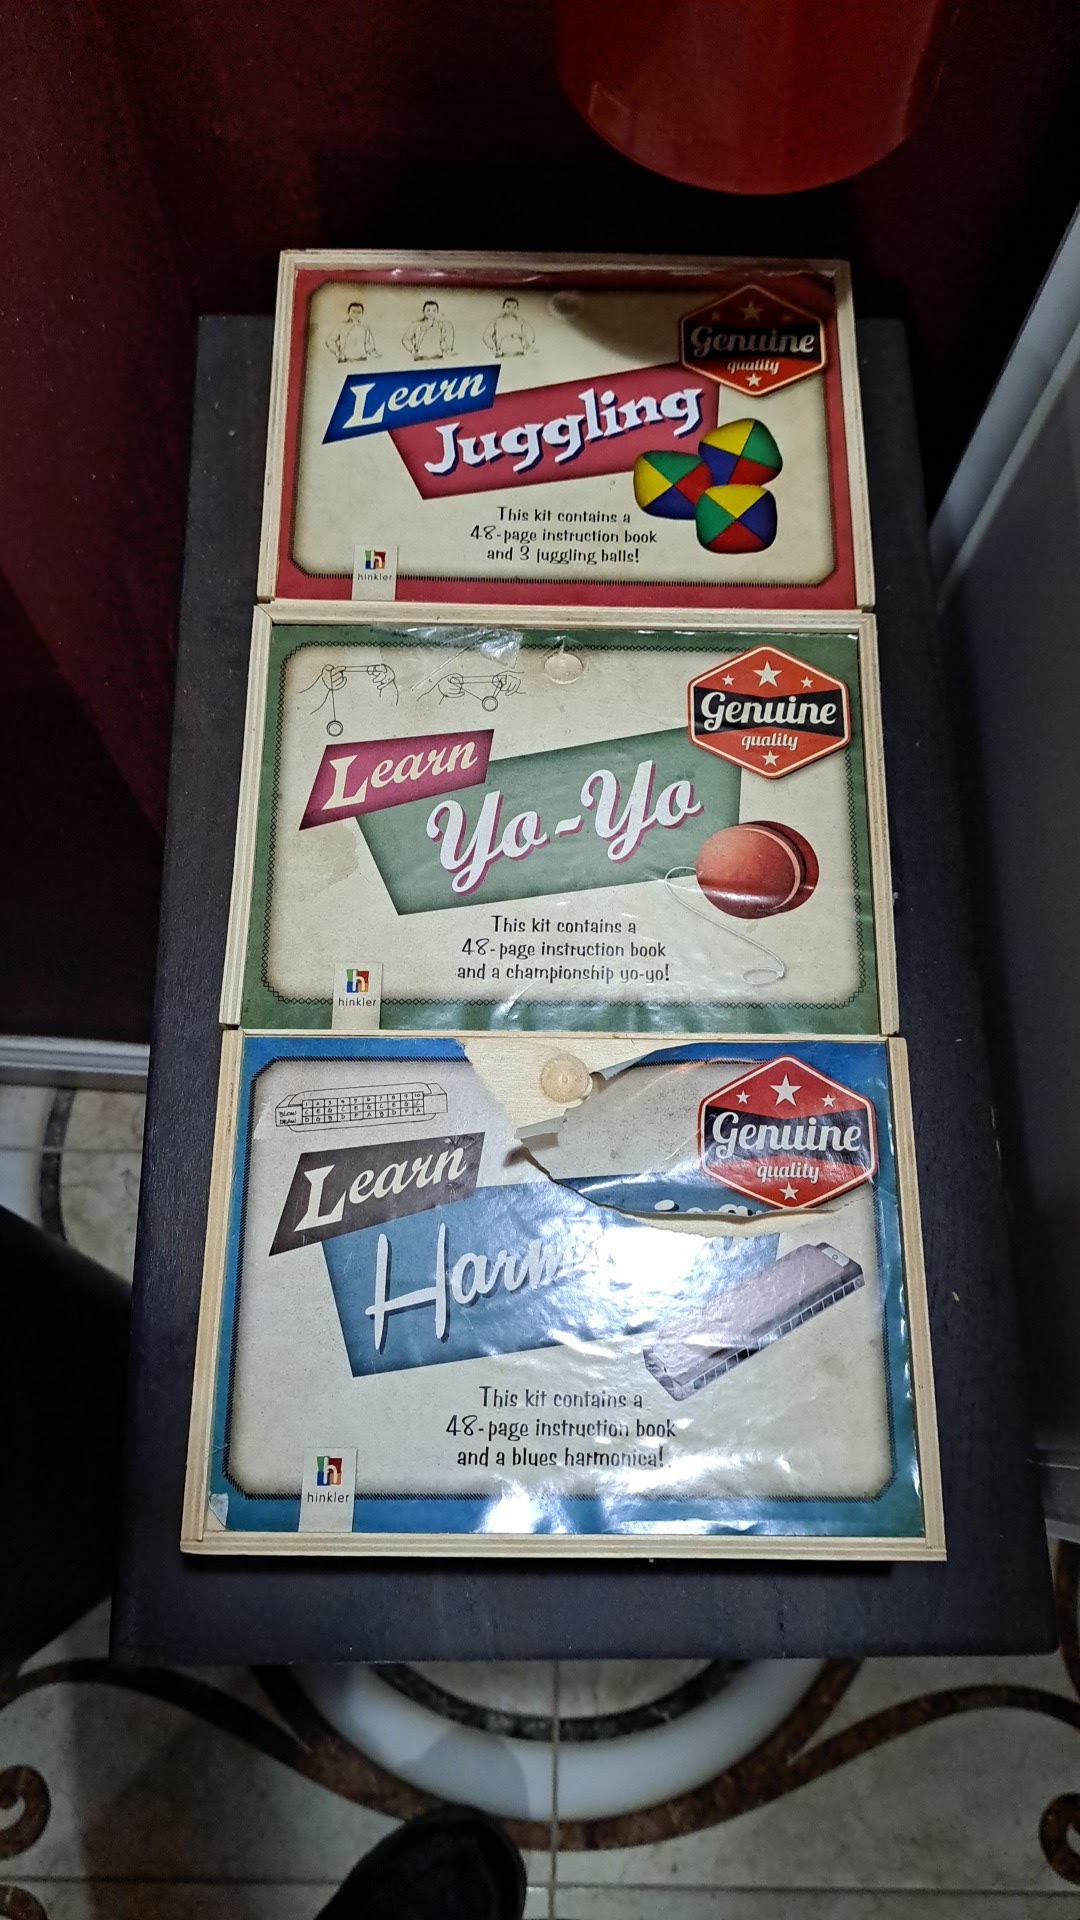 Genuine
quality
Learn
Juggling
This kit contains a
48-page instruction book
and 3 juggling balls!
hinkler
Genuine
quality
Learn
Yo-Yo
This kit contains a
48-page instruction book
and a championship yo-yo!
hinkler
BLOW
DRAW
Genuine
quality
Learn
This kit contains a
48-page instruction book
and a blues harmonica!
hinkler